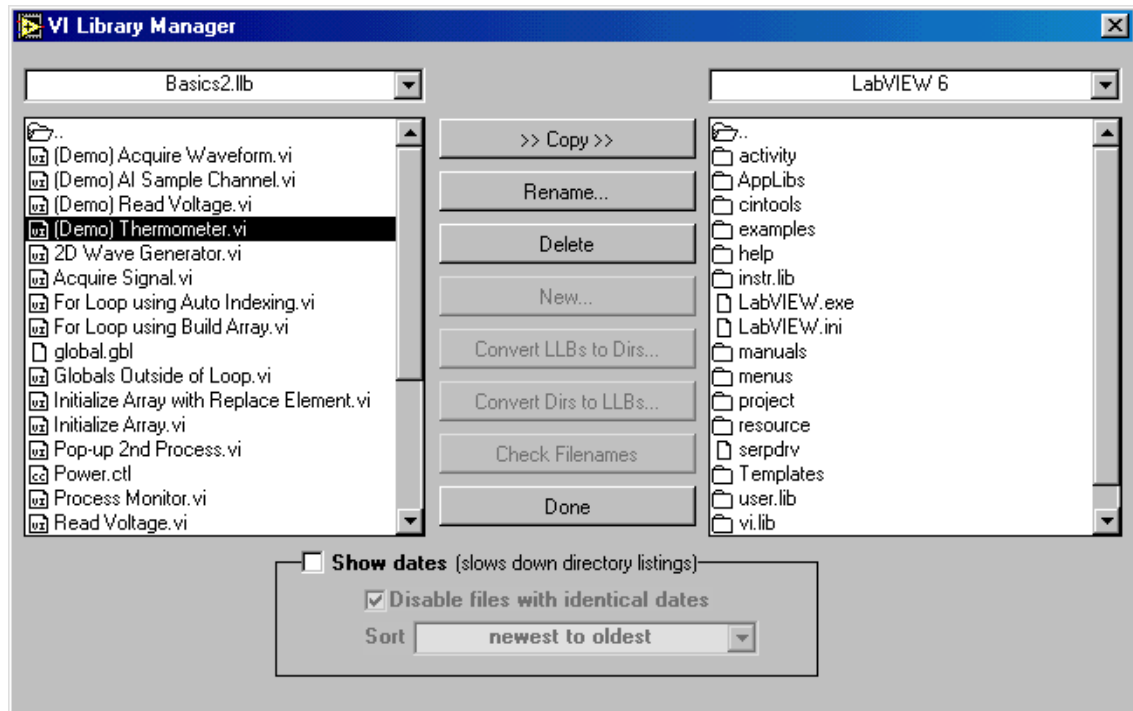 VI Library Manager
Basics2.llb
LabVIEW 6
..
(Demo) Acquire Waveform.vi
(Demo) AI Sample Channel.vi
(Demo) Read Voltage.vi
(Demo) Thermometer.vi
2D Wave Generator.vi
Acquire Signal.vi
For Loop using Auto Indexing.vi
For Loop using Build Array.vi
global.gbl
Globals Outside of Loop.vi
Initialize Array with Replace Element.vi
Initialize Array.vi
Pop-up 2nd Process.vi
Power.ctl
Process Monitor.vi
Read Voltage.vi
>> Copy >>
Rename...
Delete
New...
Convert LLBs to Dirs...
Convert Dirs to LLBs...
Check Filenames
Done
..
activity
AppLibs
cintools
examples
help
instr.lib
LabVIEW.exe
LabVIEW.ini
manuals
menus
project
resource
serpdrv
Templates
user.lib
vi.lib
Show dates (slows down directory listings)
Disable files with identical dates
Sort newest to oldest